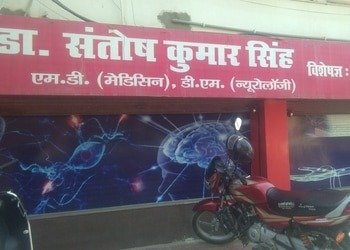 डा. संतोष कुमार सिंह
एम.डी. (मेडिसिन), डी.एम. (न्यूरोलॉजी)
विशेषज्ञ :